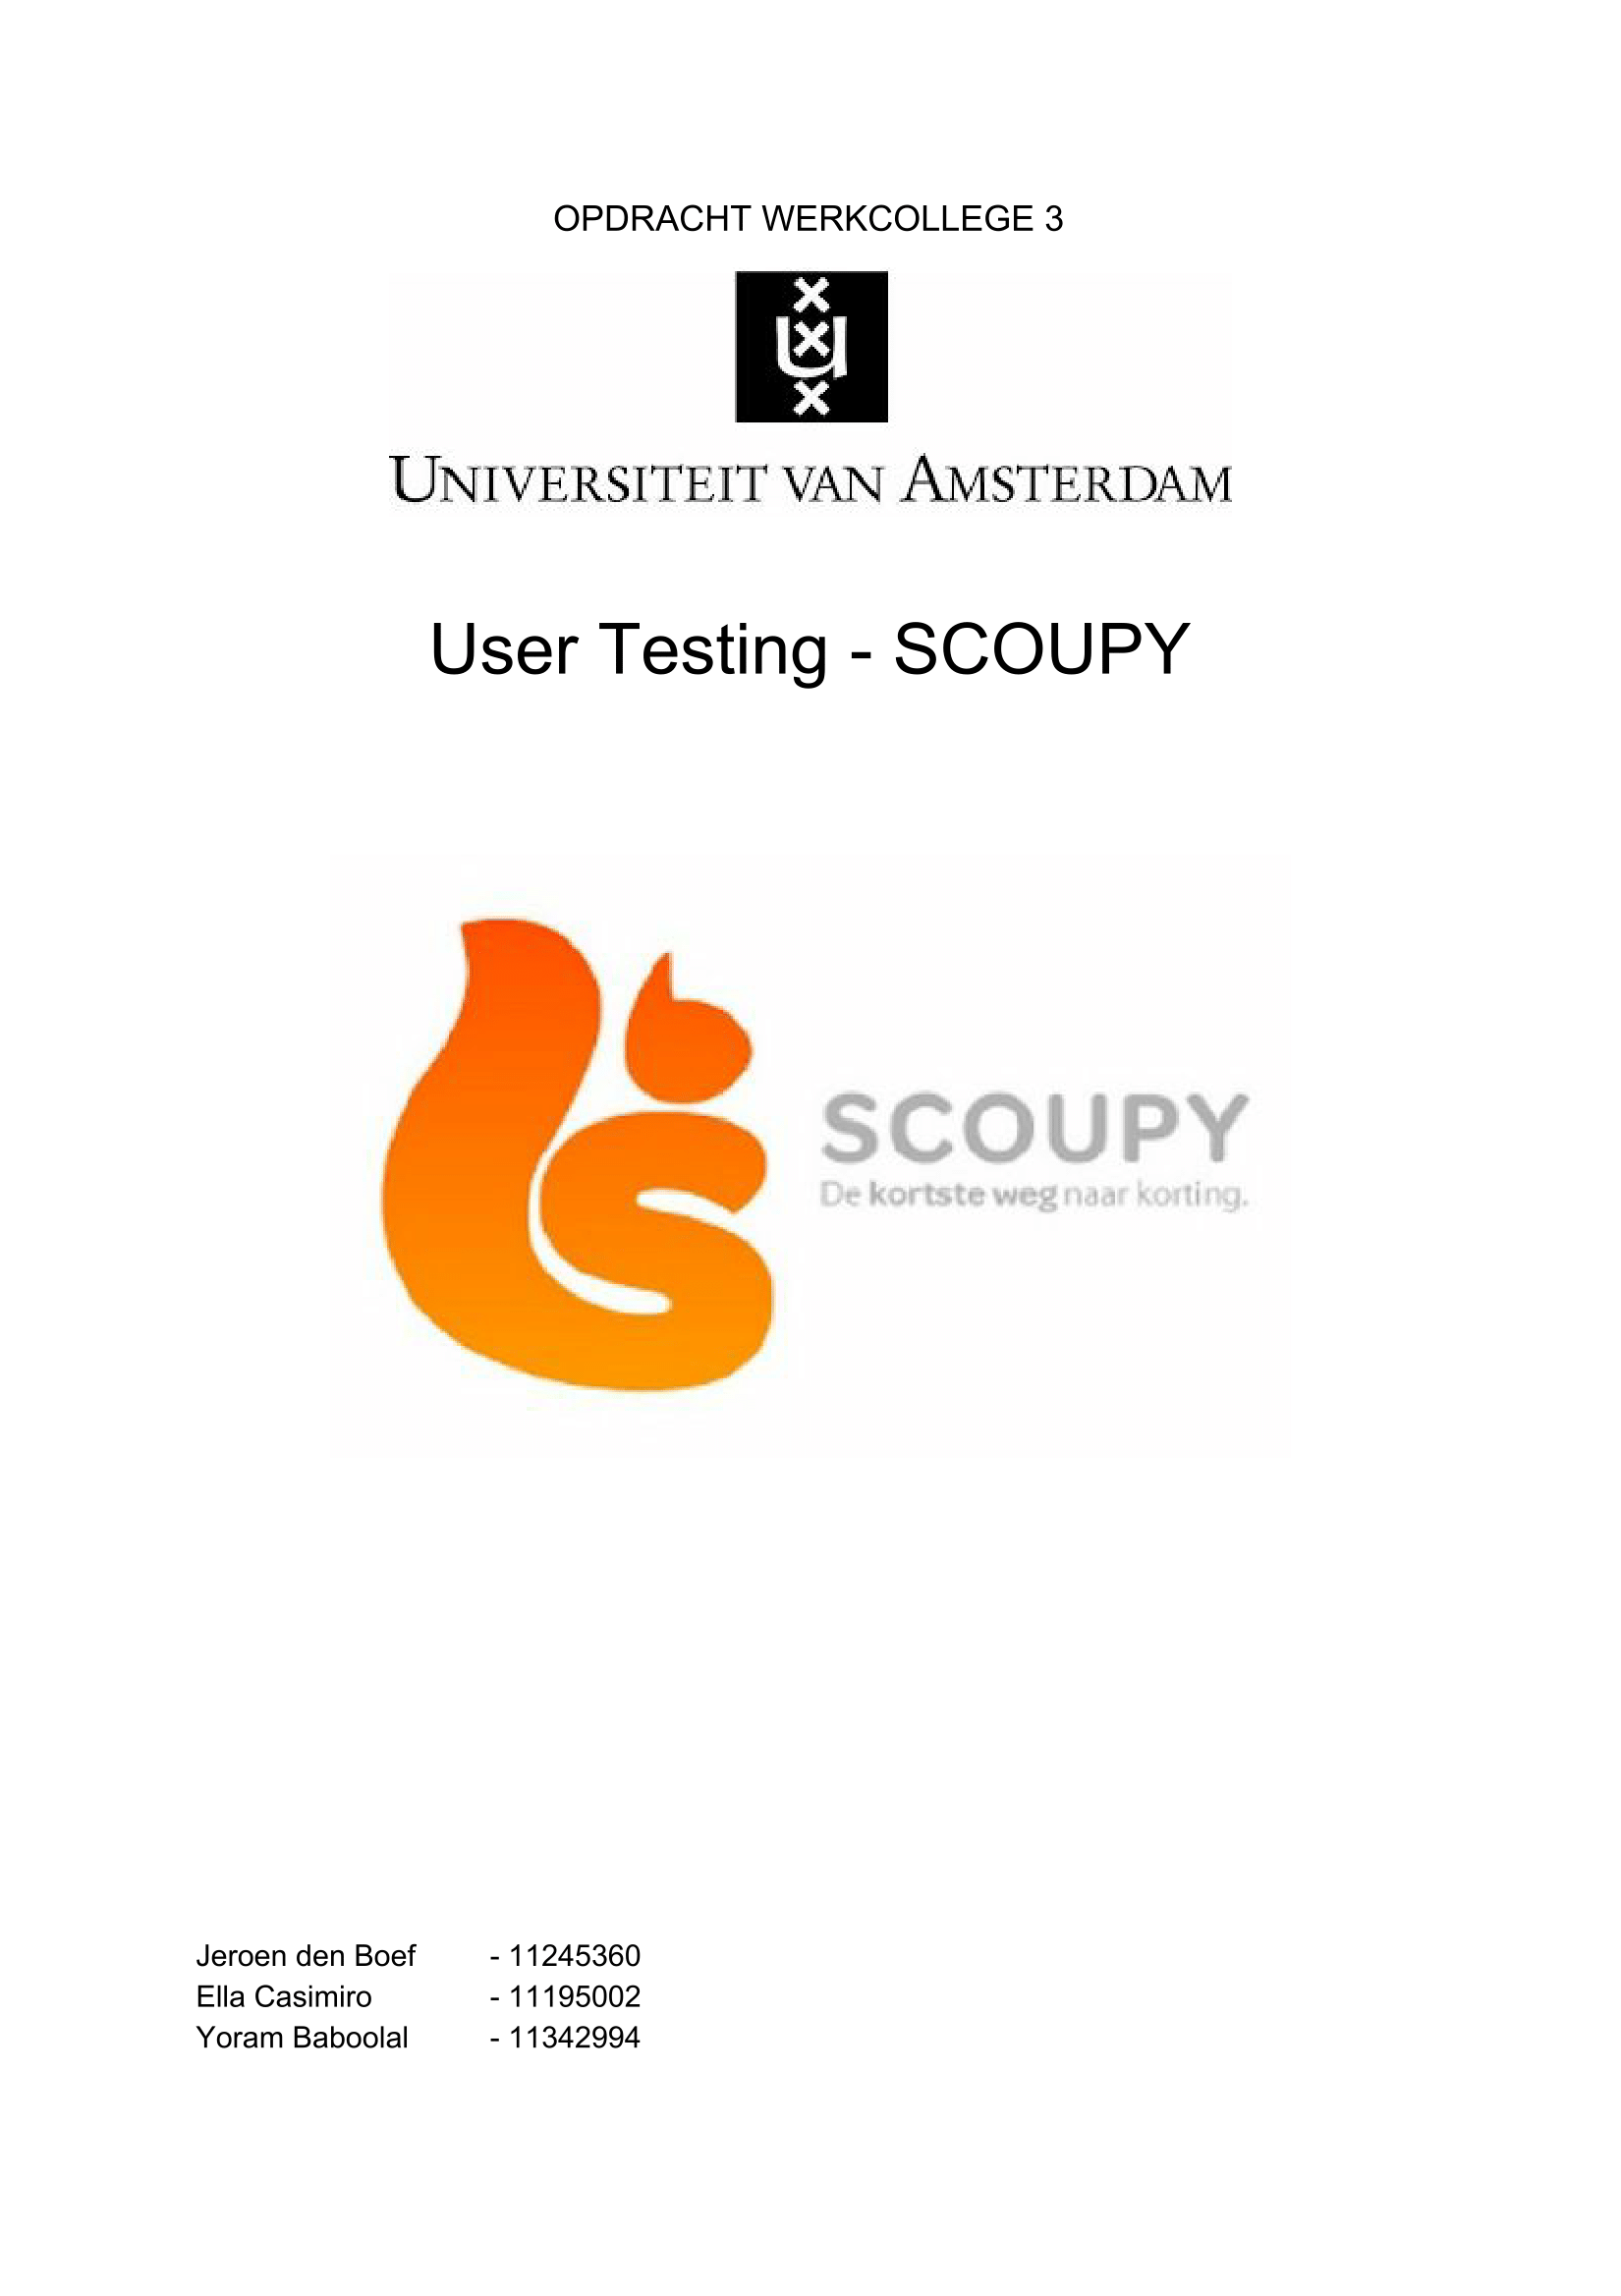 OPDRACHT WERKCOLLEGE 3
UNIVERSITEIT VAN AMSTERDAM
User Testing - SCOUPY
SCOUPY
De kortste weg naar korting.
Jeroen den Boef - 11245360
Ella Casimiro - 11195002
Yoram Baboolal - 11342994